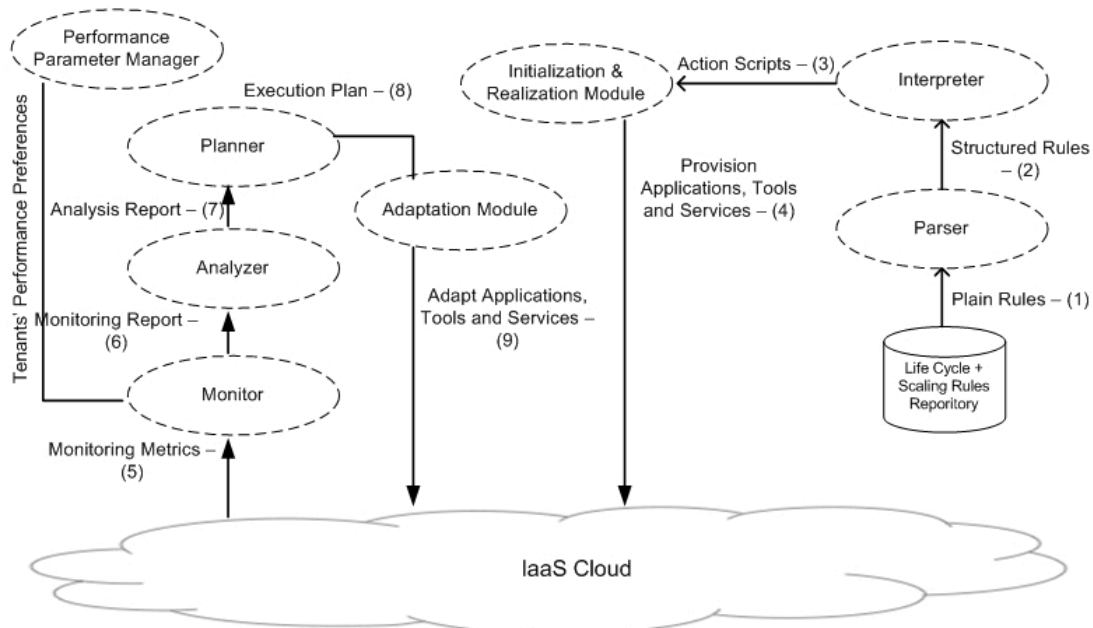 Performance
Parameter Manager
Execution Plan – (8)
Planner
Analysis Report – (7)
Adaptation Module
Analyzer
Monitoring Report –
(6)
Adapt Applications,
Tools and Services –
(9)
Monitor
Monitoring Metrics –
(5)
Tenants' Performance Preferences
Initialization &
Realization Module
Action Scripts – (3)
Interpreter
Provision
Applications, Tools
and Services – (4)
Structured Rules
– (2)
Parser
Plain Rules – (1)
Life Cycle +
Scaling Rules
Reporitory
IaaS Cloud